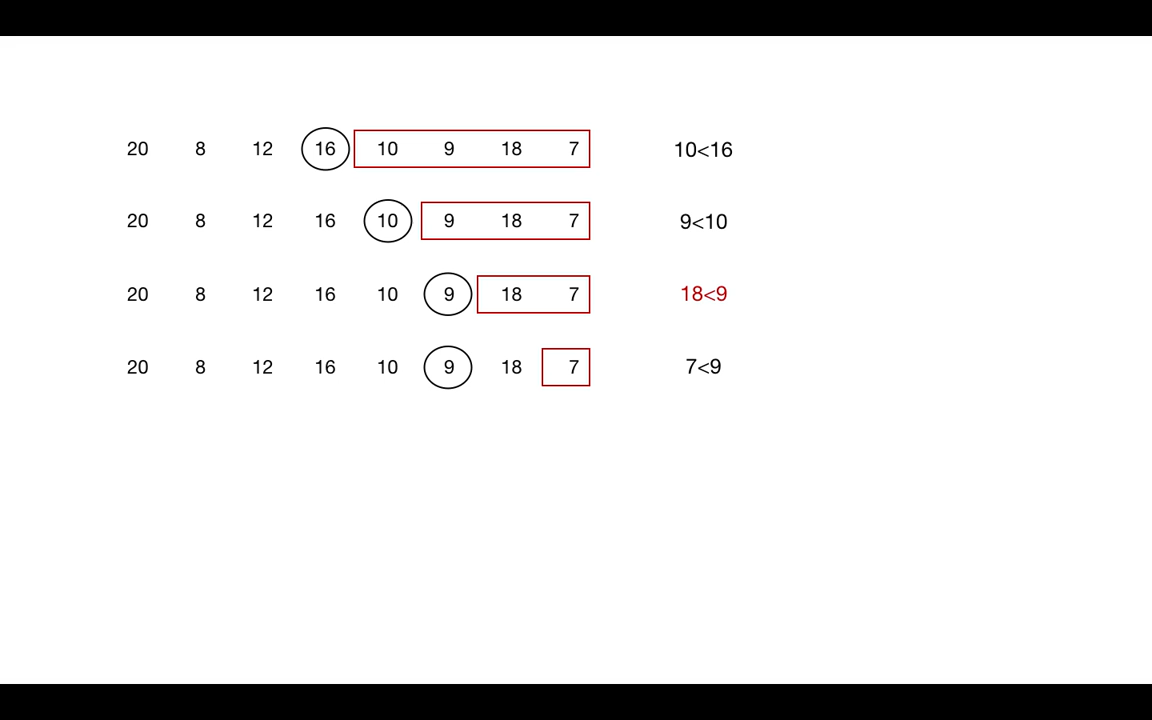 20 8 12 16 10 9 18 7 10<16
20 8 12 16 10 9 18 7 9<10
20 8 12 16 10 9 18 7 18<9
20 8 12 16 10 9 18 7 7<9